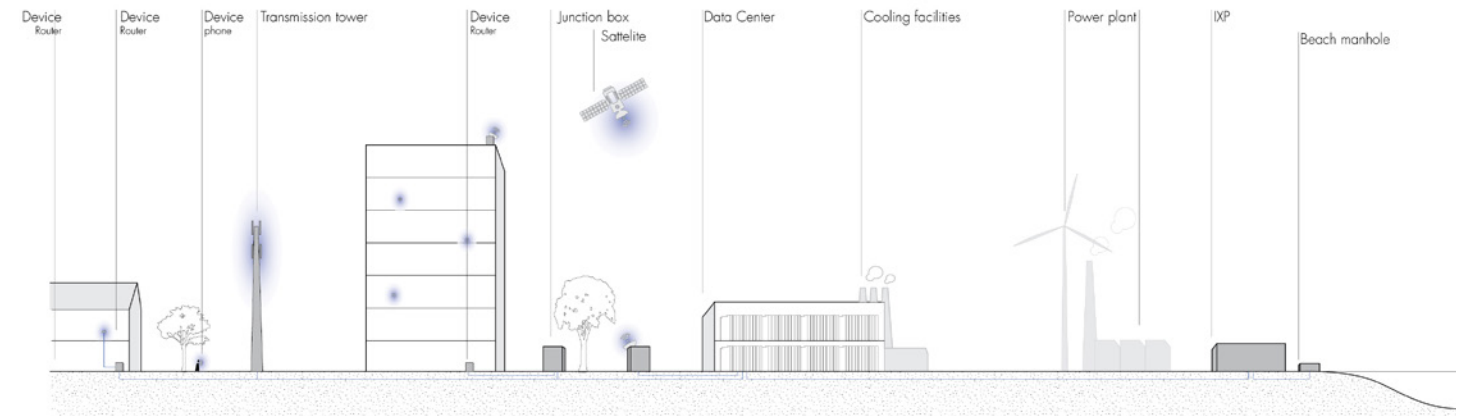 Device
Router
Device
Router
Device
phone
Transmission tower
Device
Router
Junction box
Sattelite
Data Center
Cooling facilities
Power plant
IXP
Beach manhole